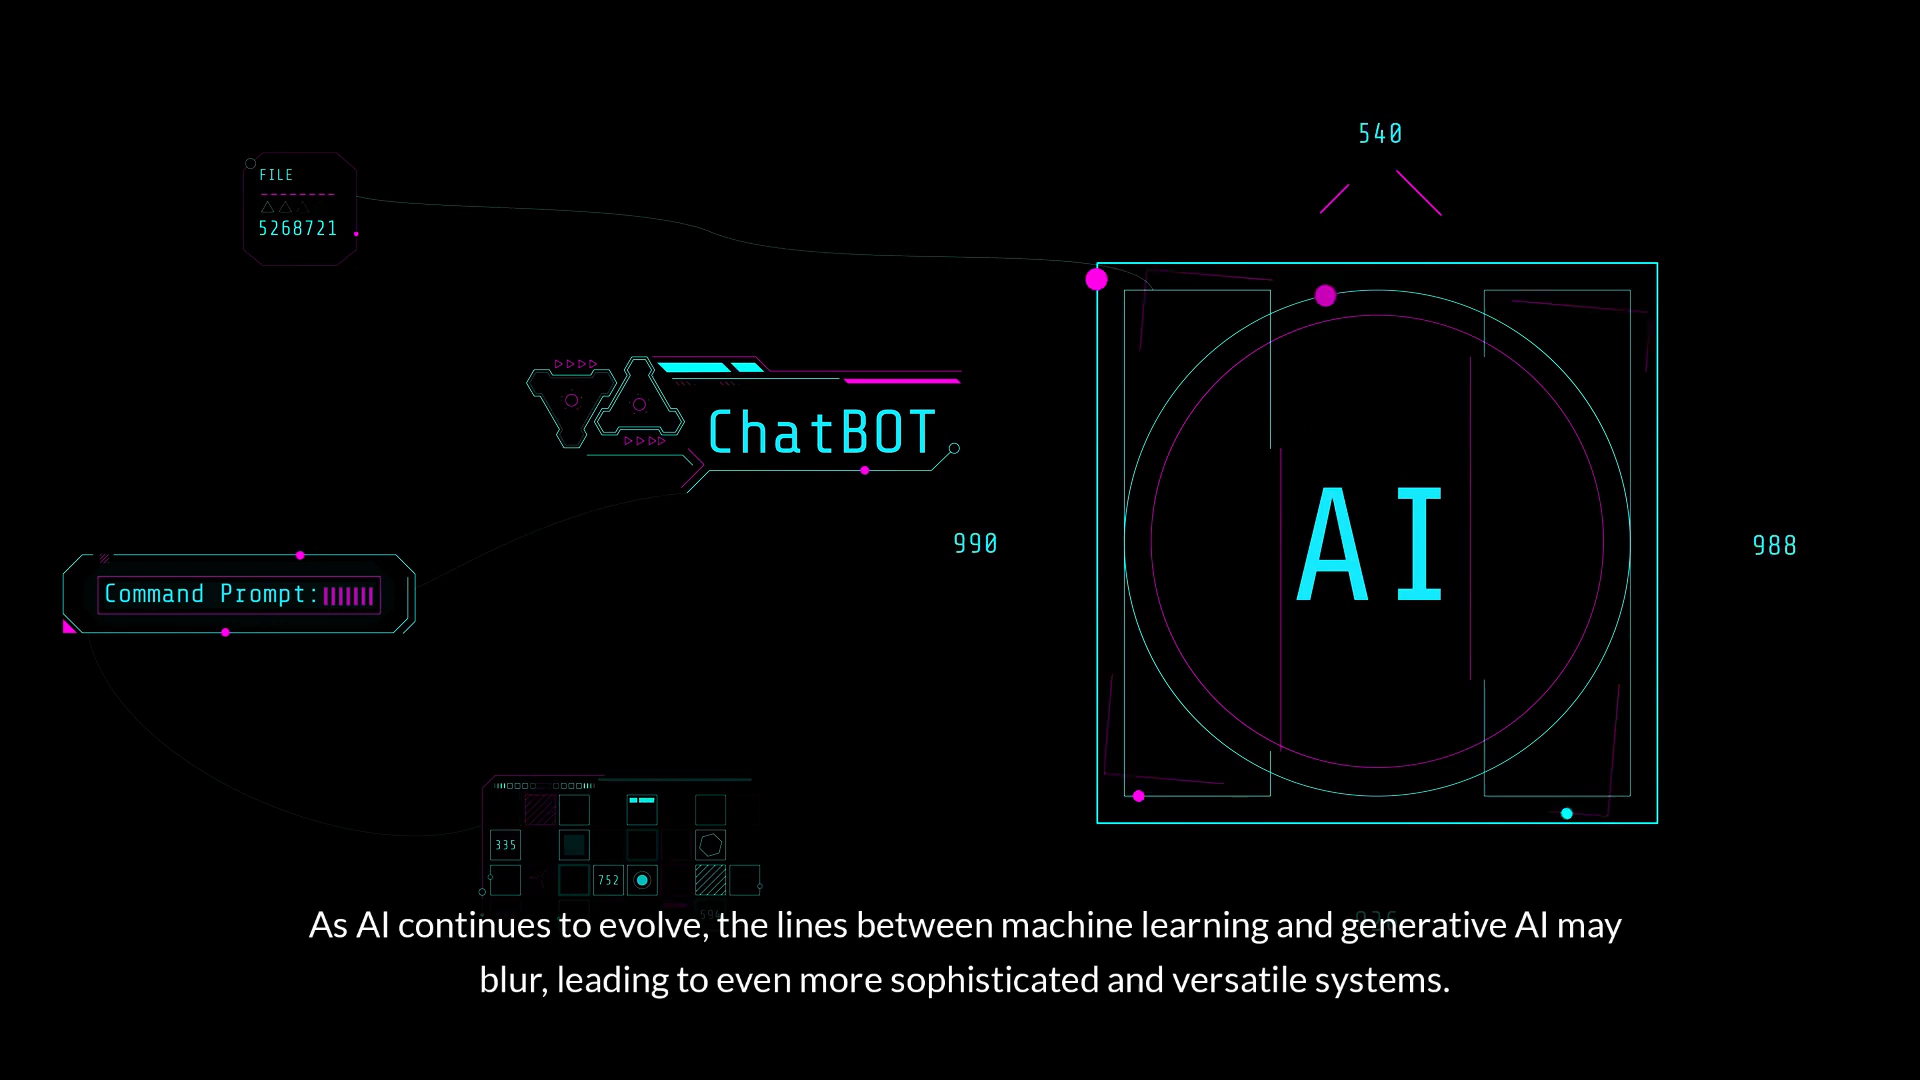 540
FILE
5268721
ChatBOT
AI
990
988
Command Prompt:
335
752
As AI continues to evolve, the lines between machine learning and generative AI may
blur, leading to even more sophisticated and versatile systems.